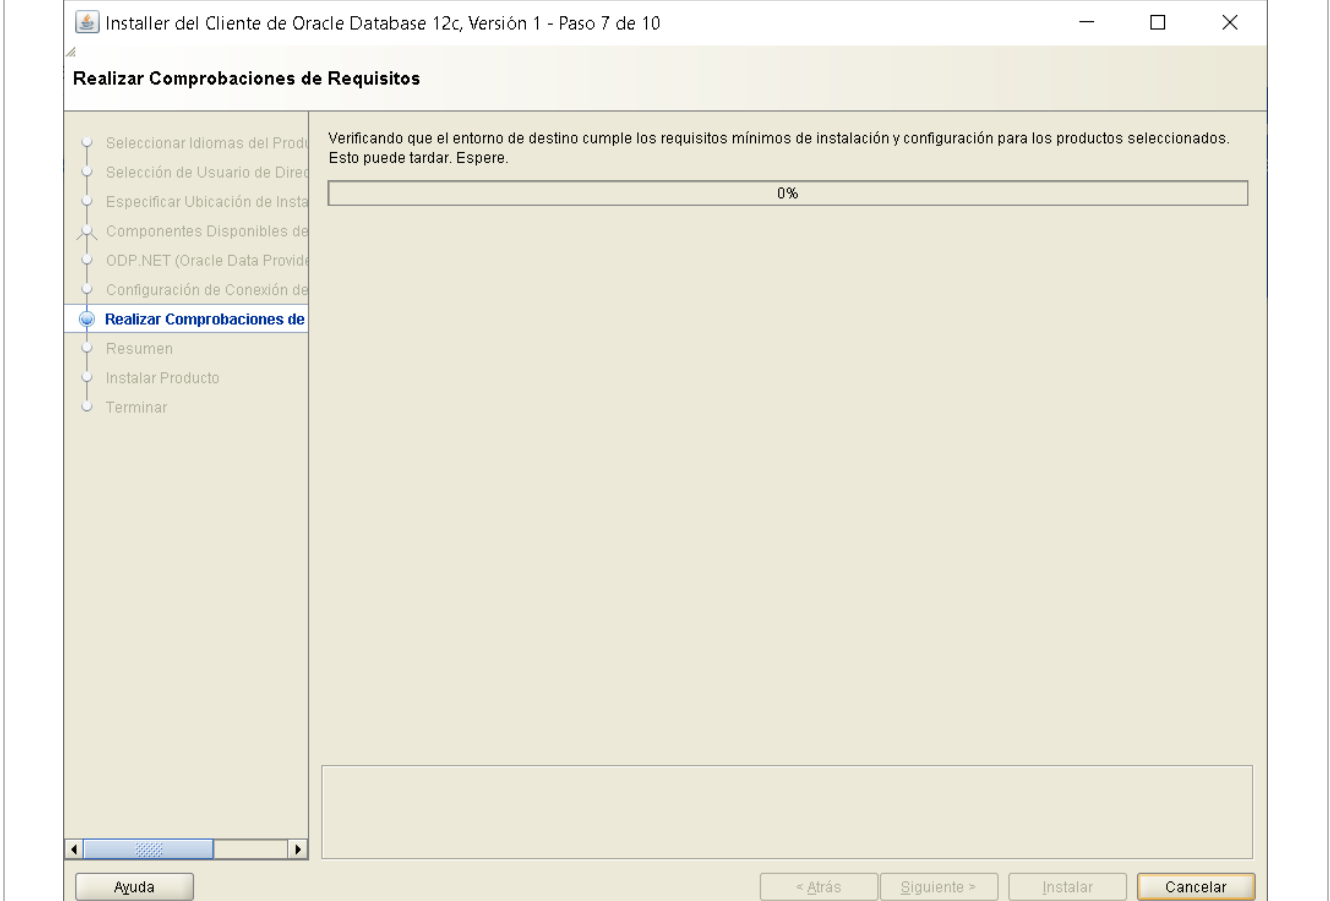 Installer del Cliente de Oracle Database 12c, Versión 1 - Paso 7 de 10
Realizar Comprobaciones de Requisitos
Seleccionar Idiomas del Produ
Selección de Usuario de Direc
Especificar Ubicación de Insta
Componentes Disponibles de
ODP.NET (Oracle Data Provide
Configuración de Conexión de
Realizar Comprobaciones de
Resumen
Instalar Producto
Terminar
Verificando que el entorno de destino cumple los requisitos mínimos de instalación y configuración para los productos seleccionados.
Esto puede tardar. Espere.
0%
Ayuda
< Atrás
Siguiente >
Instalar
Cancelar